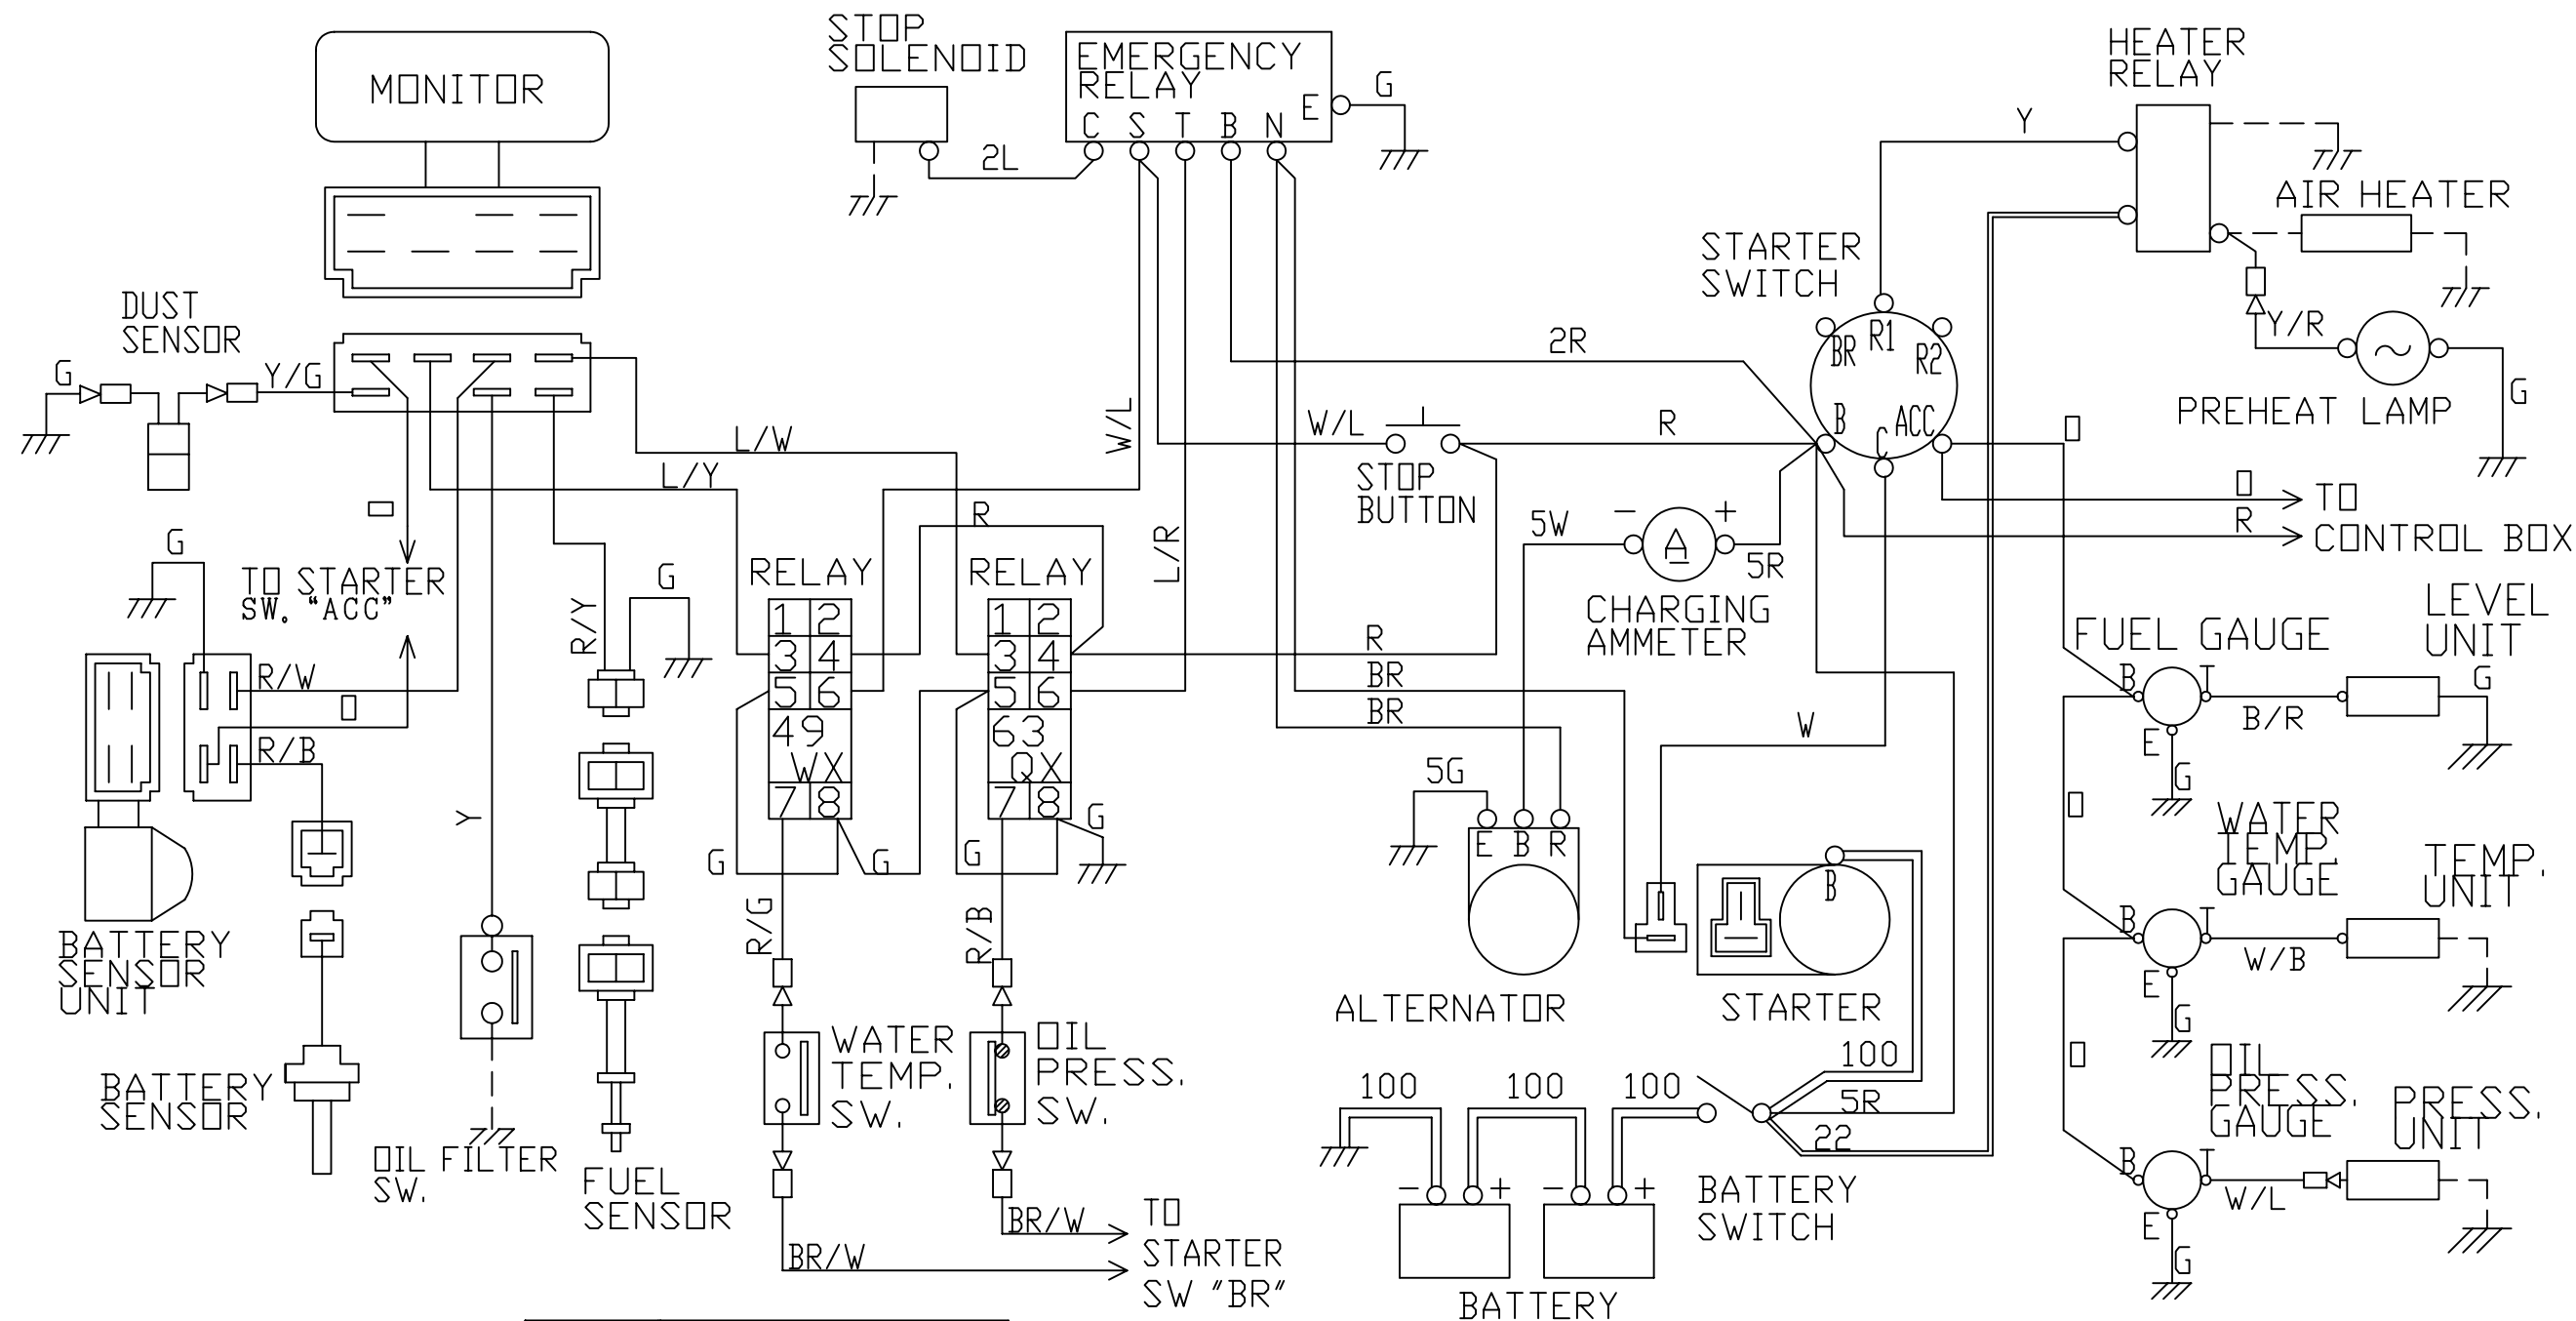 STOP
SOLENOID
EMERGENCY
RELAY
C S T B N E
G
2L
HEATER
RELAY
Y
MONITOR
AIR HEATER
STARTER
SWITCH
DUST
SENSOR
G
Y/G
2R
BR R1 R2
B C ACC
Y/R
PREHEAT LAMP
G
L/W
L/Y
W/L
W/L
R
STOP
BUTTON
O
O
R
TO
CONTROL BOX
O
G
TO STARTER
SW. "ACC"
R
L/R
5W
- A +
5R
CHARGING
AMMETER
RELAY
RELAY
R/Y
G
1 2
3 4
5 6
49
WX
7 8
1 2
3 4
5 6
63
QX
7 8
R
BR
BR
FUEL GAUGE
LEVEL
UNIT
B T
E
G
B/R
G
R/W
O
R/B
W
5G
E B R
Y
G
G
G
G
O
WATER
TEMP.
GAUGE
TEMP.
UNIT
B T
E
G
W/B
B
BATTERY
SENSOR
UNIT
R/G
R/B
ALTERNATOR
STARTER
O
BATTERY
SENSOR
WATER
TEMP.
SW.
OIL
PRESS.
SW.
100
100
100
100
5R
22
OIL
PRESS.
GAUGE
PRESS.
UNIT
B T
E
G
W/L
OIL FILTER
SW.
FUEL
SENSOR
BR/W
BR/W
TO
STARTER
SW "BR"
- +
- +
BATTERY
BATTERY
SWITCH